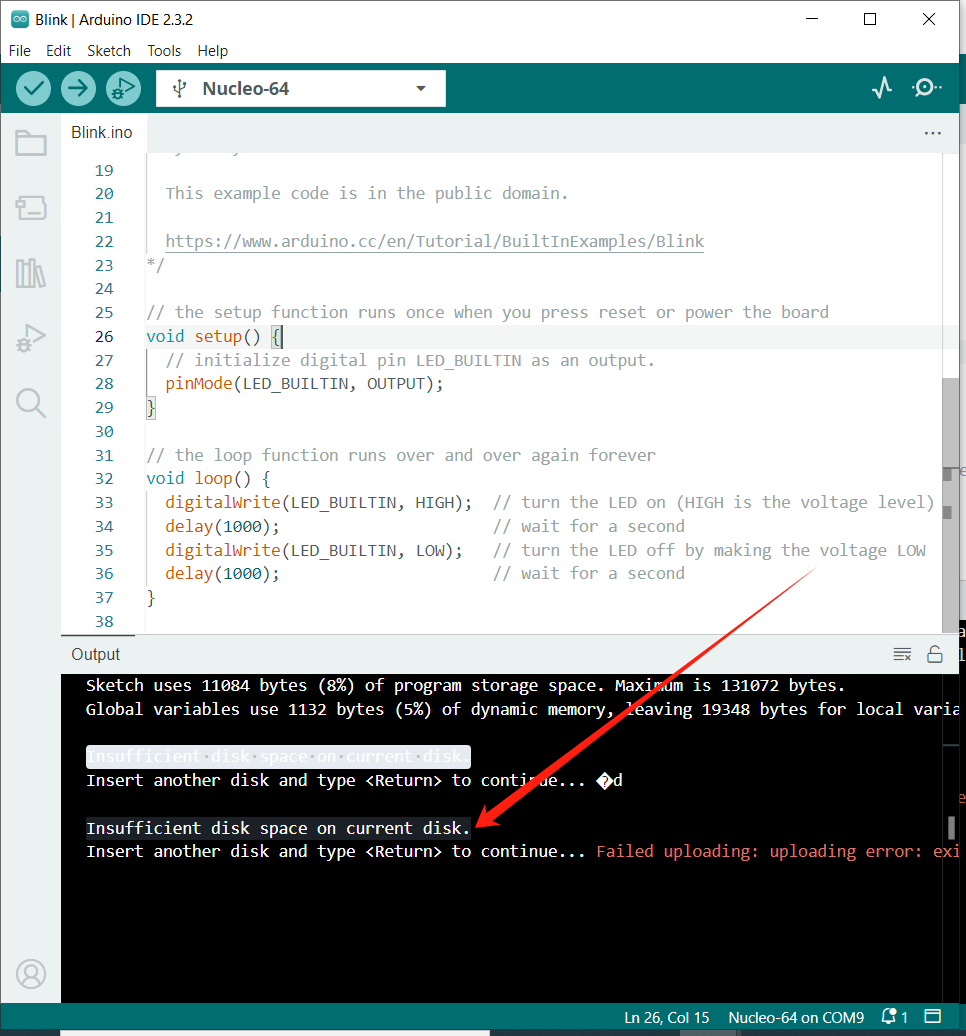 Blink | Arduino IDE 2.3.2
File Edit Sketch Tools Help
Nucleo-64
Blink.ino
19
20 This example code is in the public domain.
21
22 https://www.arduino.cc/en/Tutorial/BuiltInExamples/Blink
23 */
24
25 // the setup function runs once when you press reset or power the board
26 void setup() {
27 // initialize digital pin LED_BUILTIN as an output.
28 pinMode(LED_BUILTIN, OUTPUT);
29 }
30
31 // the loop function runs over and over again forever
32 void loop() {
33 digitalWrite(LED_BUILTIN, HIGH); // turn the LED on (HIGH is the voltage level)
34 delay(1000); // wait for a second
35 digitalWrite(LED_BUILTIN, LOW); // turn the LED off by making the voltage LOW
36 delay(1000); // wait for a second
37 }
38
Output
Sketch uses 11084 bytes (8%) of program storage space. Maximum is 131072 bytes.
Global variables use 1132 bytes (5%) of dynamic memory, leaving 19348 bytes for local varia
Insufficient disk space on current disk.
Insert another disk and type <Return> to continue... �d
Insufficient disk space on current disk.
Insert another disk and type <Return> to continue... Failed uploading: uploading error: exi
Ln 26, Col 15 Nucleo-64 on COM9 1